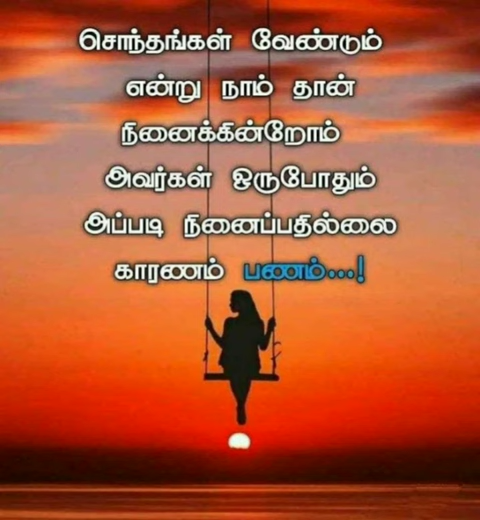 சொந்தங்கள் வேண்டும்
என்று நாம் தான்
நினைக்கின்றோம்
அவர்கள் ஒருபோதும்
அப்படி நினைப்பதில்லை
காரணம் பணம்...!